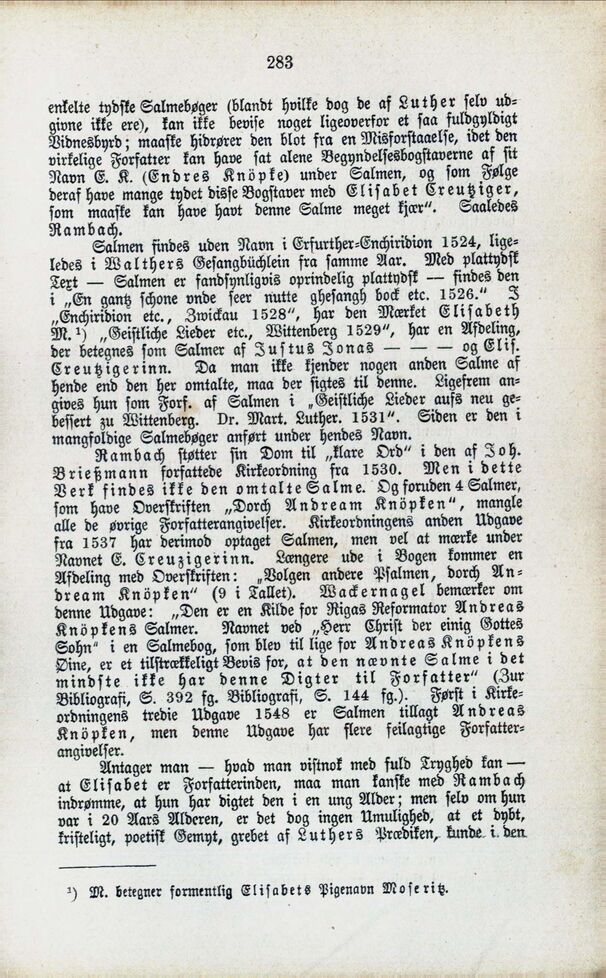 283
enkelte tydske Salmebøger (blandt hvilke dog de af Luther selv ud-
givne ikke ere), kan ikke bevise noget ligeoverfor et saa fuldgyldigt
Vidnesbyrd; maaske hidrører den blot fra en Misforstaaelse, idet den
virkelige Forfatter kan have sat alene Begyndelsesbogstaverne af sit
Navn E. K. (Endres Knöpke) under Salmen, og som Følge
deraf have mange tydet disse Bogstaver med Elisabet Creutziger,
som maaske kan have havt denne Salme meget kjær“. Saaledes
Rambach.
Salmen findes uden Navn i Erfurther-Enchiridion 1524, lige-
ledes i Walthers Gesangbüchlein fra samme Aar. Med plattydsk
Text — Salmen er sandsynligvis oprindelig plattydsk — findes den
i „En gantz schone vnde seer nutte ghesangh bock etc. 1526.“ I
„Enchiridion etc., Zwickau 1528“, har den Mærket Elisabeth
M.¹) „Geistliche Lieder etc., Wittenberg 1529“, har en Afdeling,
der betegnes som Salmer af Justus Jonas — — — og Elis.
Creutzigerinn. Da man ikke kjender nogen anden Salme af
hende end den her omtalte, maa der sigtes til denne. Ligefrem an-
gives hun som Forf. af Salmen i „Geistliche Lieder aufs neu ge-
bessert zu Wittenberg. Dr. Mart. Luther. 1531“. Siden er den i
mangfoldige Salmebøger anført under hendes Navn.
Rambach støtter sin Dom til „klare Ord“ i den af Joh.
Brießmann forfattede Kirkeordning fra 1530. Men i dette
Verk findes ikke den omtalte Salme. Og foruden 4 Salmer,
som have Overskriften „Dorch Andream Knöpken“, mangle
alle de øvrige Forfatterangivelser. Kirkeordningens anden Udgave
fra 1537 har derimod optaget Salmen, men vel at mærke under
Navnet E. Creuzigerinn. Længere ude i Bogen kommer en
Afdeling med Overskriften: „Volgen andere Psalmen, dorch An-
dream Knöpken“ (9 i Tallet). Wackernagel bemærker om
denne Udgave: „Den er en Kilde for Rigas Reformator Andreas
Knöpkens Salmer. Navnet ved „Herr Christ der einig Gottes
Sohn“ i en Salmebog, som blev til lige for Andreas Knöpkens
Øine, er et tilstrækkeligt Bevis for, at den nævnte Salme i det
mindste ikke har denne Digter til Forfatter“ (Zur
Bibliografi, S. 392 fg. Bibliografi, S. 144 fg.). Først i Kirke-
ordningens tredie Udgave 1548 er Salmen tillagt Andreas
Knöpken, men denne Udgave har flere feilagtige Forfatter-
angivelser.
Antager man — hvad man vistnok med fuld Tryghed kan —
at Elisabet er Forfatterinden, maa man kanske med Rambach
indrømme, at hun har digtet den i en ung Alder; men selv om hun
var i 20 Aars Alderen, er det dog ingen Umulighed, at et dybt,
kristeligt, poetisk Gemyt, grebet af Luthers Prædiken, kunde i den
¹) M. betegner formentlig Elisabets Pigenavn Moseritz.